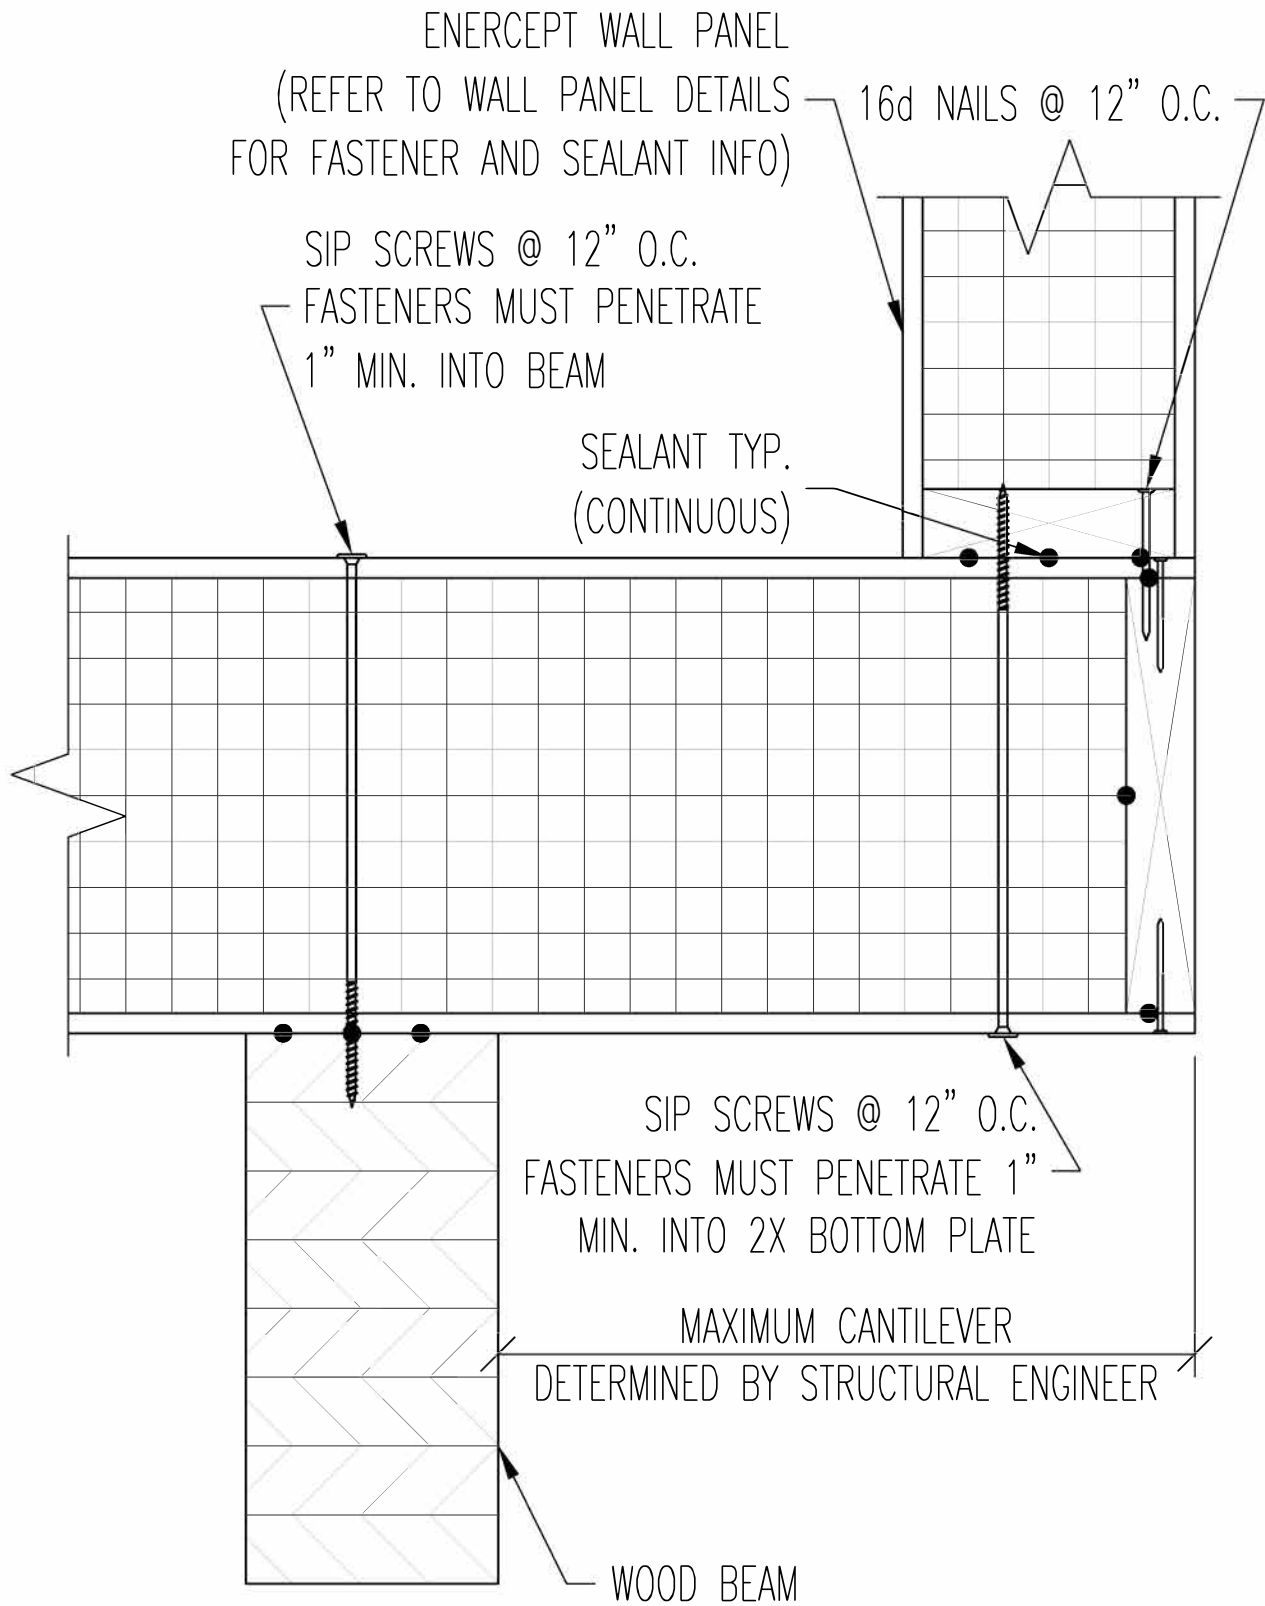 ENERCEPT WALL PANEL
(REFER TO WALL PANEL DETAILS
FOR FASTENER AND SEALANT INFO)
16d NAILS @ 12" O.C.
SIP SCREWS @ 12" O.C.
FASTENERS MUST PENETRATE
1" MIN. INTO BEAM
SEALANT TYP.
(CONTINUOUS)
SIP SCREWS @ 12" O.C.
FASTENERS MUST PENETRATE 1"
MIN. INTO 2X BOTTOM PLATE
MAXIMUM CANTILEVER
DETERMINED BY STRUCTURAL ENGINEER
WOOD BEAM